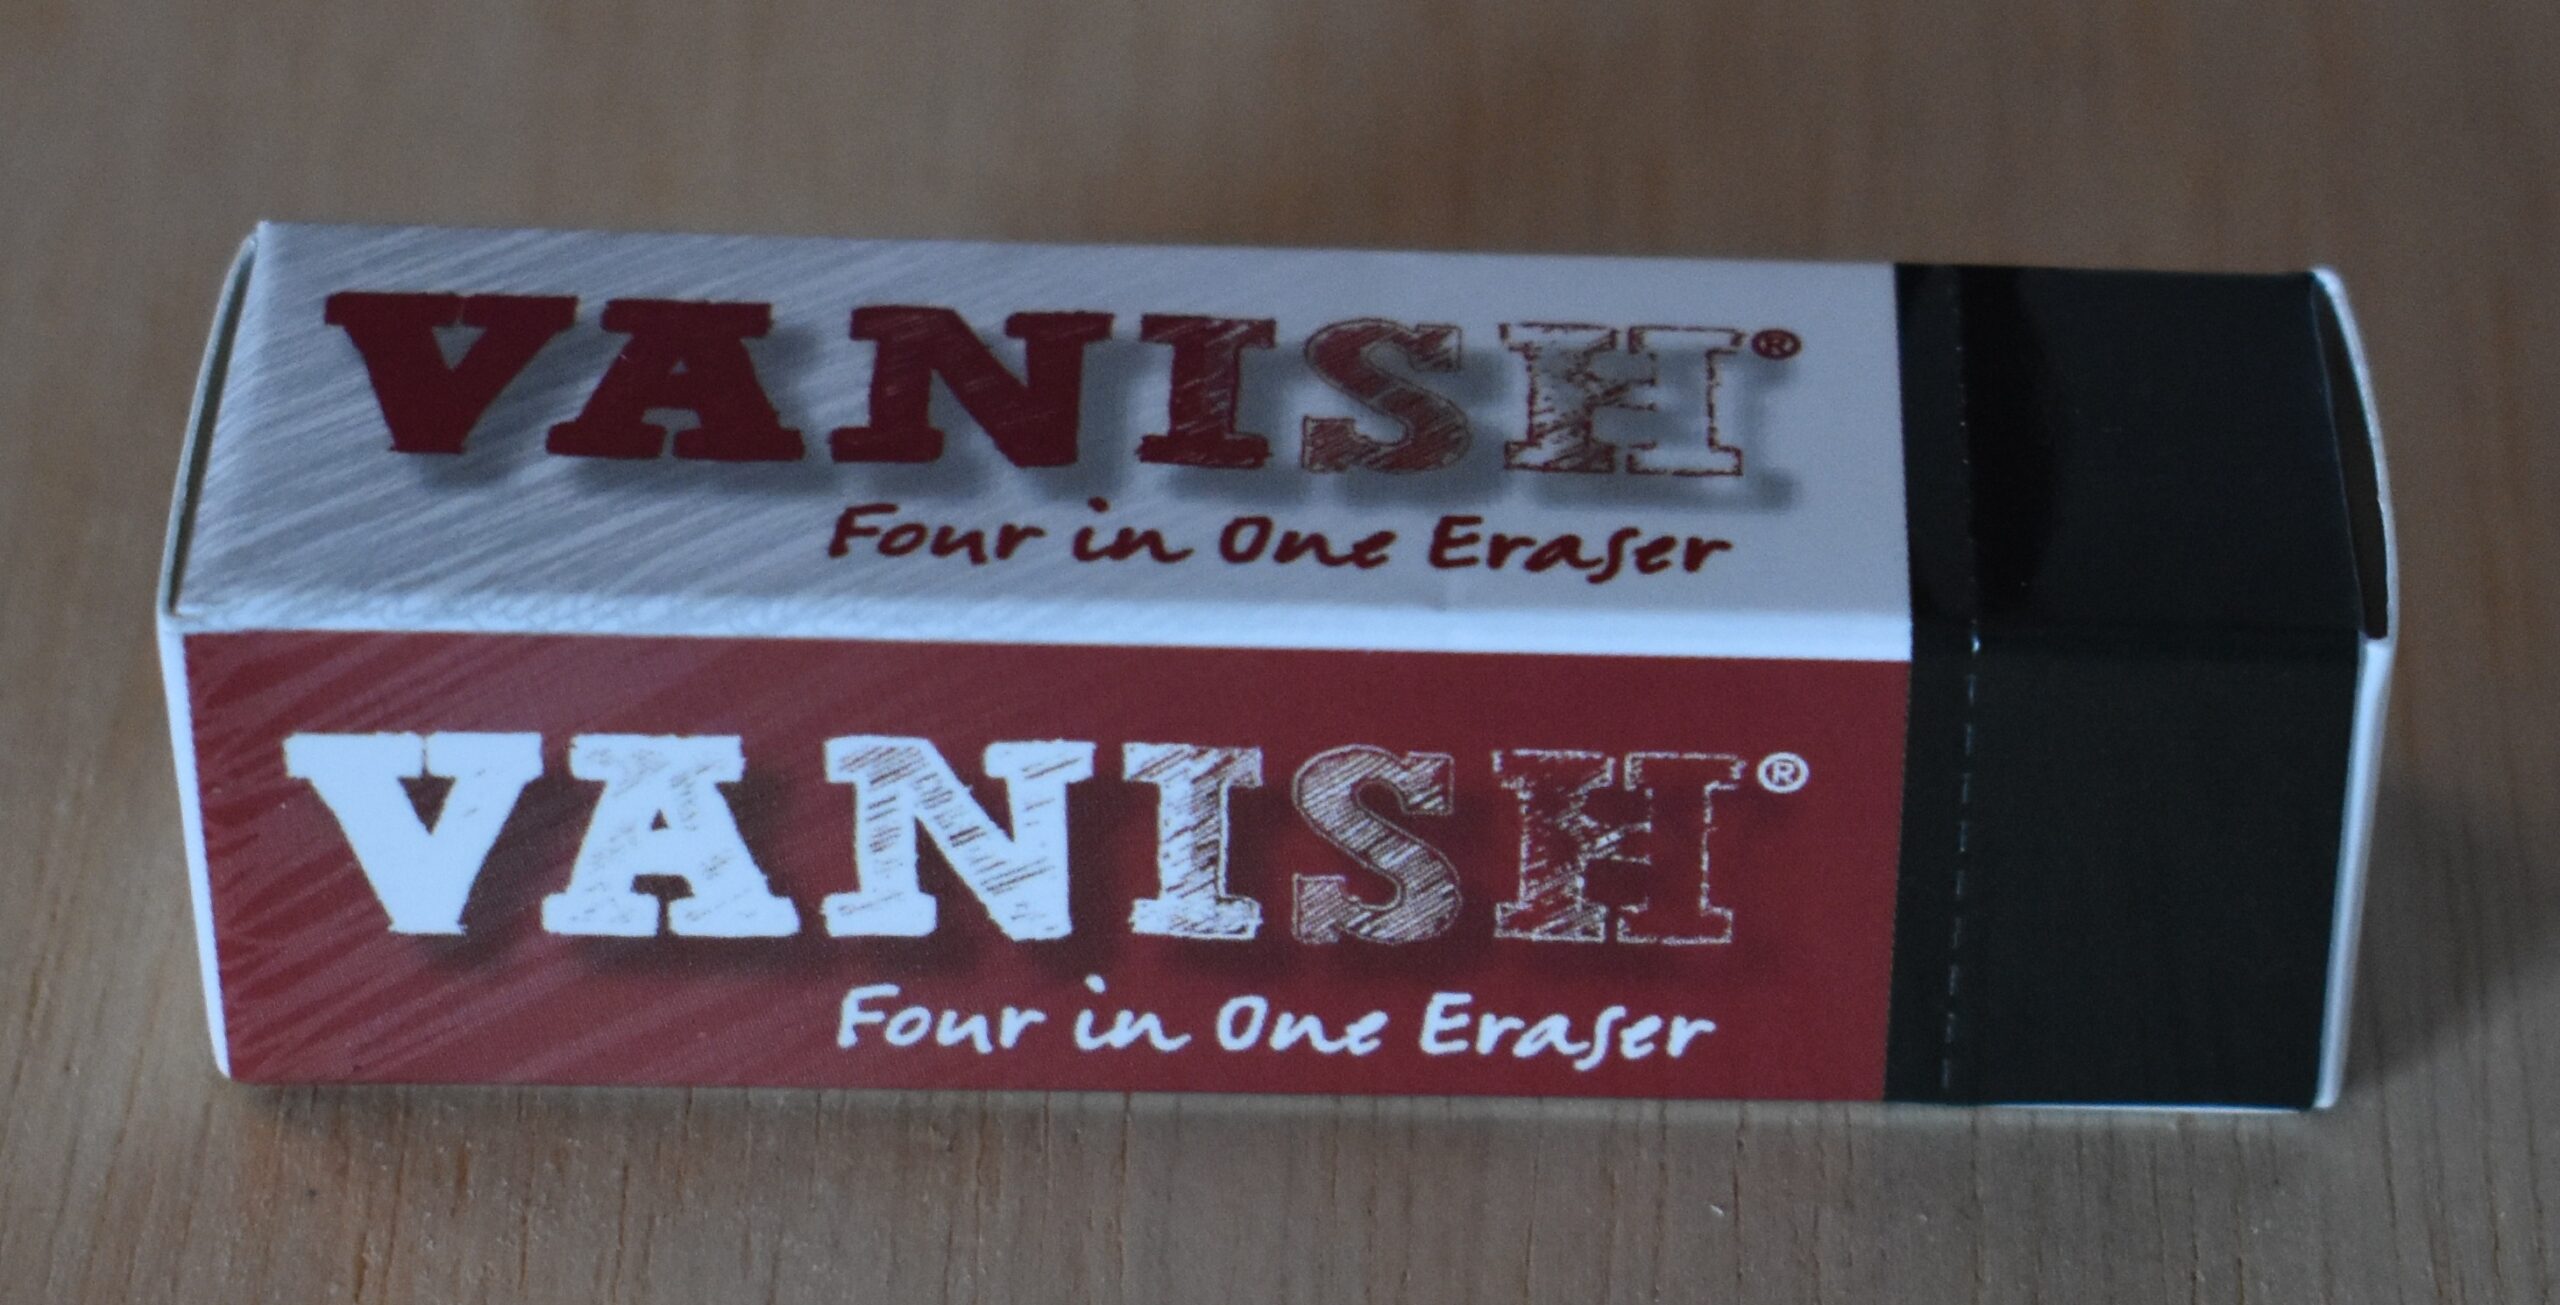 VANISH®
Four in One Eraser
VANISH®
Four in One Eraser